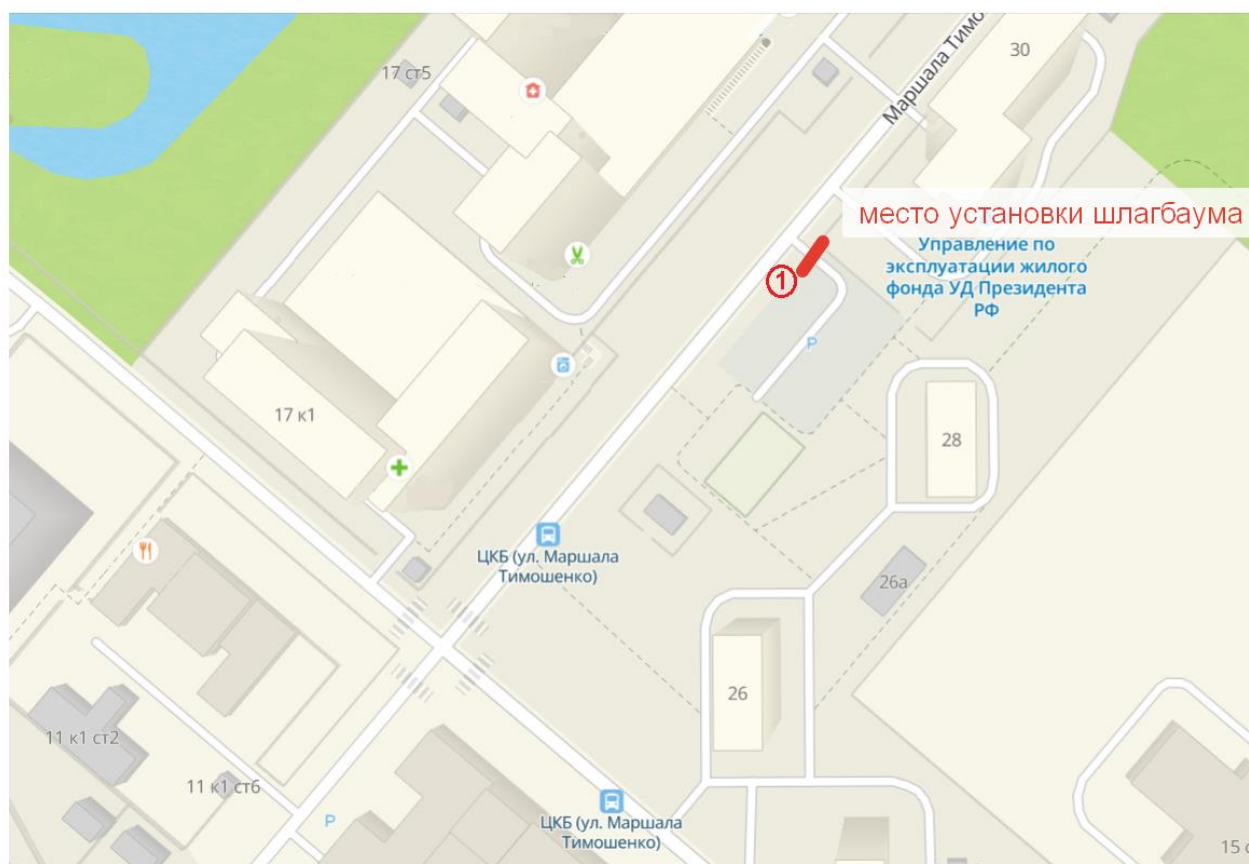 Маршала Тимо
30
17 ст5
место установки шлагбаума
1
Управление по
эксплуатации жилого
фонда УД Президента
РФ
P
17 к1
28
ЦКБ (ул. Маршала
Тимошенко)
26а
26
11 к1 ст2
11 к1 ст6
P
ЦКБ (ул. Маршала
Тимошенко)
15